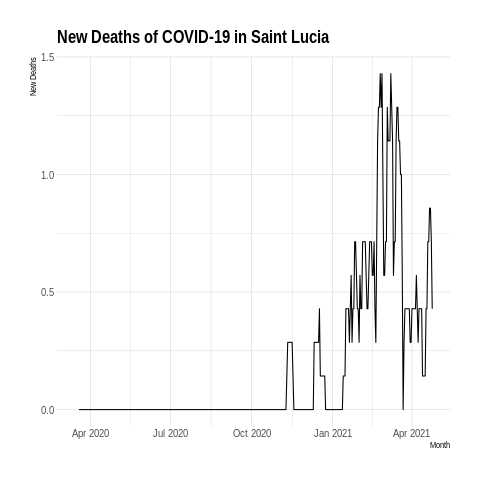 New Deaths of COVID-19 in Saint Lucia
New Deaths
1.5
1.0
0.5
0.0
Apr 2020 Jul 2020 Oct 2020 Jan 2021 Apr 2021
Month